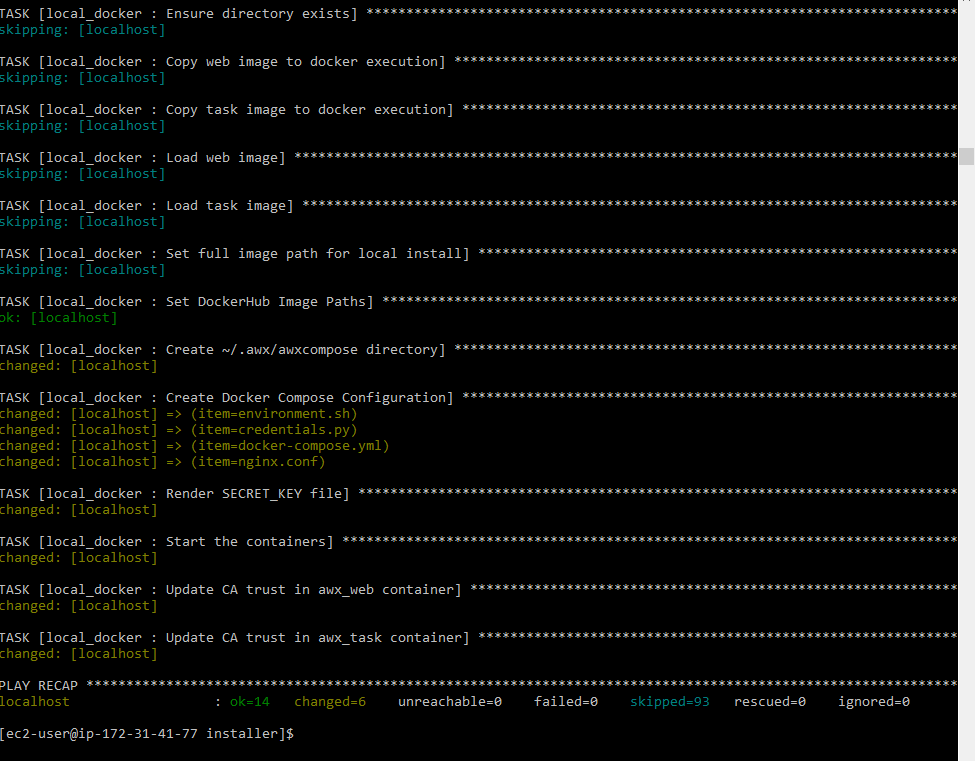 TASK [local_docker : Ensure directory exists] **************************************************************************
skipping: [localhost]
TASK [local_docker : Copy web image to docker execution] ***************************************************************
skipping: [localhost]
TASK [local_docker : Copy task image to docker execution] **************************************************************
skipping: [localhost]
TASK [local_docker : Load web image] ***********************************************************************************
skipping: [localhost]
TASK [local_docker : Load task image] **********************************************************************************
skipping: [localhost]
TASK [local_docker : Set full image path for local install] ************************************************************
skipping: [localhost]
TASK [local_docker : Set DockerHub Image Paths] ************************************************************************
ok: [localhost]
TASK [local_docker : Create ~/.awx/awxcompose directory] ***************************************************************
changed: [localhost]
TASK [local_docker : Create Docker Compose Configuration] **************************************************************
changed: [localhost] => (item=environment.sh)
changed: [localhost] => (item=credentials.py)
changed: [localhost] => (item=docker-compose.yml)
changed: [localhost] => (item=nginx.conf)
TASK [local_docker : Render SECRET_KEY file] ***************************************************************************
changed: [localhost]
TASK [local_docker : Start the containers] *****************************************************************************
changed: [localhost]
TASK [local_docker : Update CA trust in awx_web container] *************************************************************
changed: [localhost]
TASK [local_docker : Update CA trust in awx_task container] ************************************************************
changed: [localhost]
PLAY RECAP *************************************************************************************************************
localhost : ok=14 changed=6 unreachable=0 failed=0 skipped=93 rescued=0 ignored=0
[ec2-user@ip-172-31-41-77 installer]$